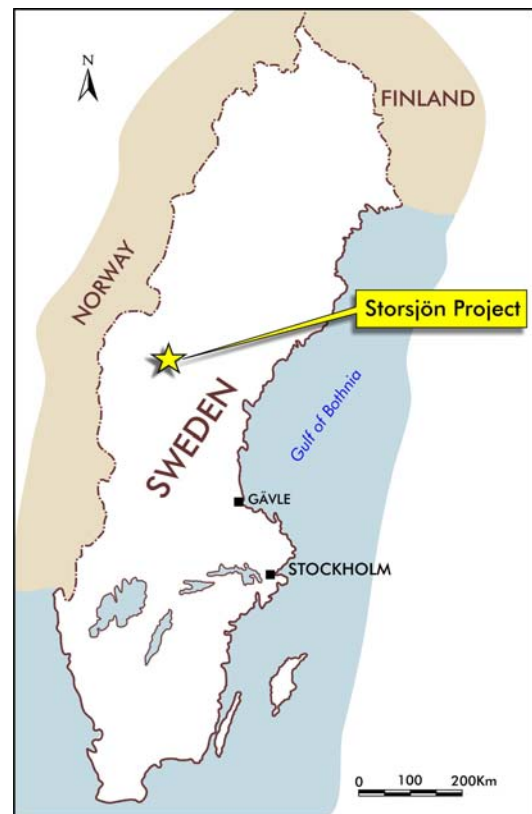 N
FINLAND
NORWAY
Storsjön Project
Gulf of Bothnia
SWEDEN
GÄVLE
STOCKHOLM
0 100 200Km